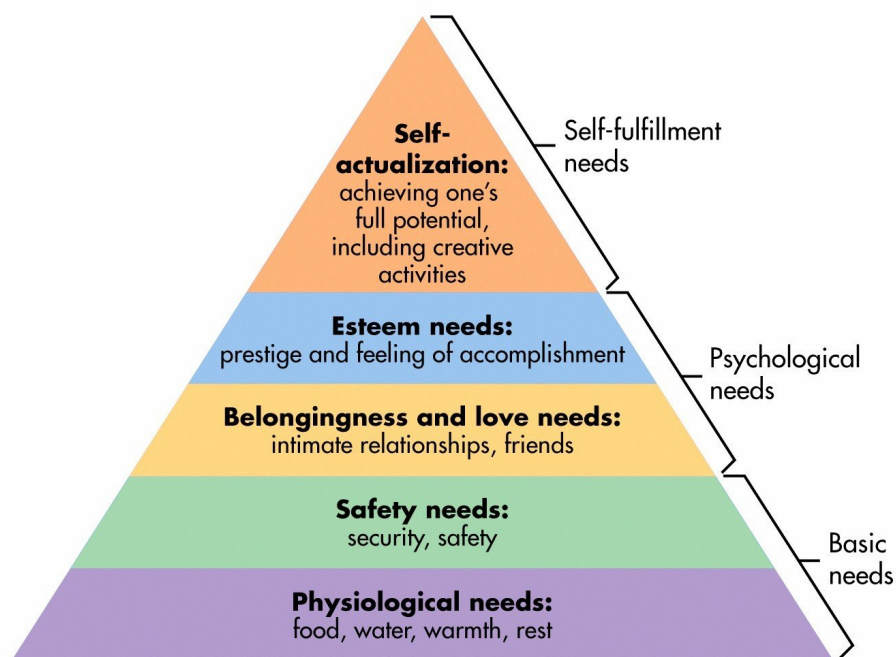 Self-
actualization:
achieving one's
full potential,
including creative
activities
Self-fulfillment
needs
Esteem needs:
prestige and feeling of accomplishment
Psychological
needs
Belongingness and love needs:
intimate relationships, friends
Safety needs:
security, safety
Basic
needs
Physiological needs:
food, water, warmth, rest